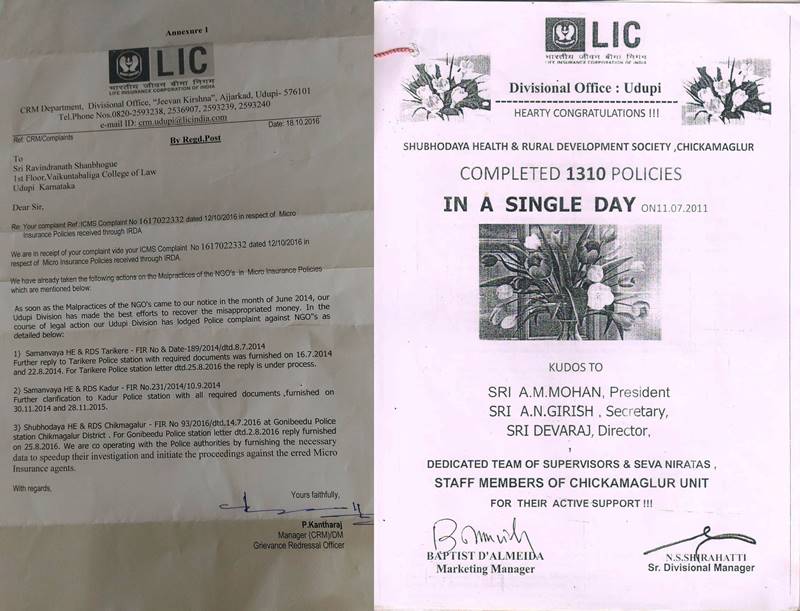 Annexure 1
LIC
भारतीय जीवन बीमा निगम
LIFE INSURANCE CORPORATION OF INDIA
CRM Department, Divisional Office, "Jeevan Kirshna", Ajjarkad, Udupi- 576101
Tel.Phone Nos.0820-2593238, 2536907, 2593239, 2593240
e-mail ID: crm.udupi@licindia.com
Ref: CRM/Complaints
Date: 18.10.2016
By Regd.Post
To
Sri Ravindranath Shanbhogue
1st Floor,Vaikuntabaliga College of Law
Udupi Karnataka
Dear Sir,
Re: Your complaint Ref:ICMS Complaint No 1617022332 dated 12/10/2016 in respect of Micro
Insurance Policies received through IRDA
We are in receipt of your complaint vide your ICMS Complaint No 1617022332 dated 12/10/2016 in
respect of Micro Insurance Policies received through IRDA.
We have already taken the following actions on the Malpractices of the NGO's in Micro Insurance Policies
which are mentioned below:
As soon as the Malpractices of the NGO's came to our notice in the month of June 2014, our
Udupi Division has made the best efforts to recover the misappropriated money. In the
course of legal action our Udupi Division has lodged Police complaint against NGO"s as
detailed below:
1) Samanvaya HE & RDS Tarikere - FIR No & Date-189/2014/dtd.8.7.2014
Further reply to Tarikere Police station with required documents was furnished on 16.7.2014
and 22.8.2014. For Tarikere Police station letter dtd.25.8.2016 the reply is under process.
2) Samanvaya HE & RDS Kadur - FIR No.231/2014/10.9.2014
Further clarification to Kadur Police station with all required documents ,furnished on
30.11.2014 and 28.11.2015.
3) Shubhodaya HE & RDS Chikmagalur - FIR No 93/2016/dtd.14.7.2016 at Gonibeedu Police
station Chikmagalur District . For Gonibeedu Police station letter dtd.2.8.2016 reply furnished
on 25.8.2016. We are co operating with the Police authorities by furnishing the necessary
data to speedup their investigation and initiate the proceedings against the erred Micro
Insurance agents.
With regards,
Yours faithfully,
P.Kantharaj
Manager (CRM)/DM
Grievance Redressal Officer
LIC
भारतीय जीवन बीमा निगम
LIFE INSURANCE CORPORATION OF INDIA
Divisional Office : Udupi
HEARTY CONGRATULATIONS !!!
SHUBHODAYA HEALTH & RURAL DEVELOPMENT SOCIETY ,CHICKAMAGLUR
COMPLETED 1310 POLICIES
IN A SINGLE DAY ON11.07.2011
KUDOS TO
SRI A.M.MOHAN, President
SRI A.N.GIRISH , Secretary,
SRI DEVARAJ, Director,
,
DEDICATED TEAM OF SUPERVISORS & SEVA NIRATAS ,
STAFF MEMBERS OF CHICKAMAGLUR UNIT
FOR THEIR ACTIVE SUPPORT !!!
BAPTIST D'ALMEIDA
Marketing Manager
N.S.SHIRAHATTI
Sr. Divisional Manager